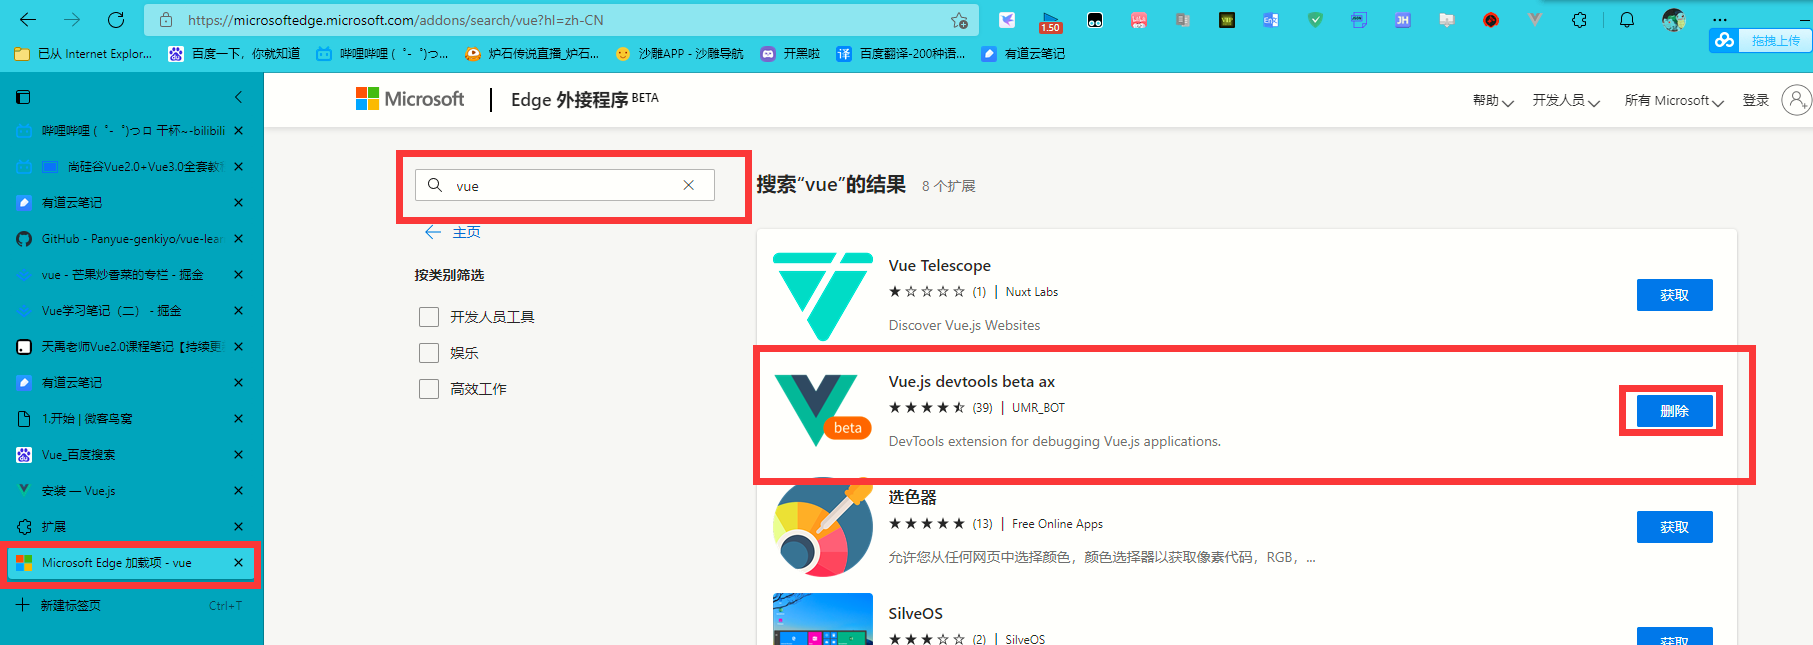 https://microsoftedge.microsoft.com/addons/search/vue?hl=zh-CN
1.50
拖拽上传
已从 Internet Explor...
百度一下，你就知道
哔哩哔哩 ( ゜- ゜)つ...
炉石传说直播_炉石...
沙雕APP - 沙雕导航
开黑啦
译
百度翻译-200种语...
有道云笔记
Microsoft
Edge 外接程序 BETA
帮助
开发人员
所有 Microsoft
登录
哔哩哔哩 ( ゜- ゜)つロ 干杯~-bilibili
尚硅谷Vue2.0+Vue3.0全套教程
有道云笔记
GitHub - Panyue-genkiyo/vue-lear
vue - 芒果炒香菜的专栏 - 掘金
Vue学习笔记（二） - 掘金
天禹老师Vue2.0课程笔记【持续更
有道云笔记
1.开始 | 微客鸟窝
Vue_百度搜索
安装 — Vue.js
扩展
Microsoft Edge 加载项 - vue
新建标签页
Ctrl+T
vue
主页
按类别筛选
开发人员工具
娱乐
高效工作
搜索“vue”的结果
8 个扩展
Vue Telescope
(1) | Nuxt Labs
Discover Vue.js Websites
获取
Vue.js devtools beta ax
(39) | UMR_BOT
DevTools extension for debugging Vue.js applications.
beta
删除
选色器
(13) | Free Online Apps
允许您从任何网页中选择颜色，颜色选择器以获取像素代码，RGB，...
获取
SilveOS
(2) | SilveOS
获取